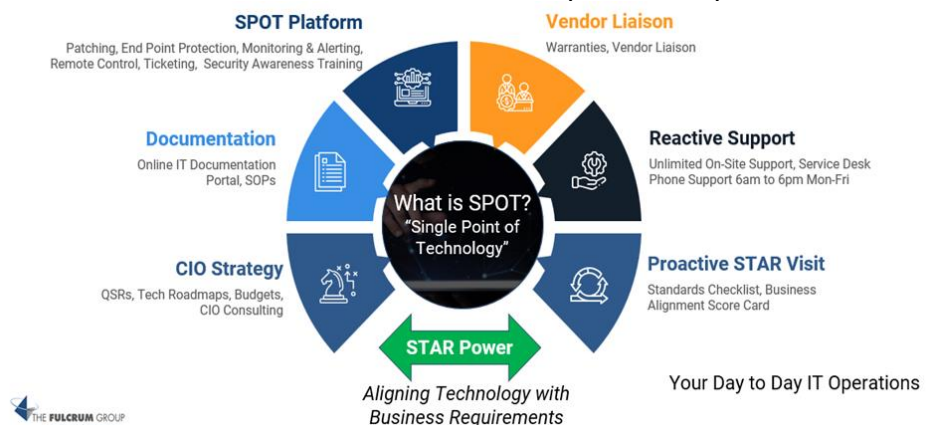 SPOT Platform
Patching, End Point Protection, Monitoring & Alerting,
Remote Control, Ticketing, Security Awareness Training
Vendor Liaison
Warranties, Vendor Liaison
Documentation
Online IT Documentation
Portal, SOPs
Reactive Support
Unlimited On-Site Support, Service Desk
Phone Support 6am to 6pm Mon-Fri
What is SPOT?
“Single Point of
Technology”
CIO Strategy
QSRs, Tech Roadmaps, Budgets,
CIO Consulting
Proactive STAR Visit
Standards Checklist, Business
Alignment Score Card
STAR Power
Aligning Technology with
Business Requirements
Your Day to Day IT Operations
THE FULCRUM GROUP